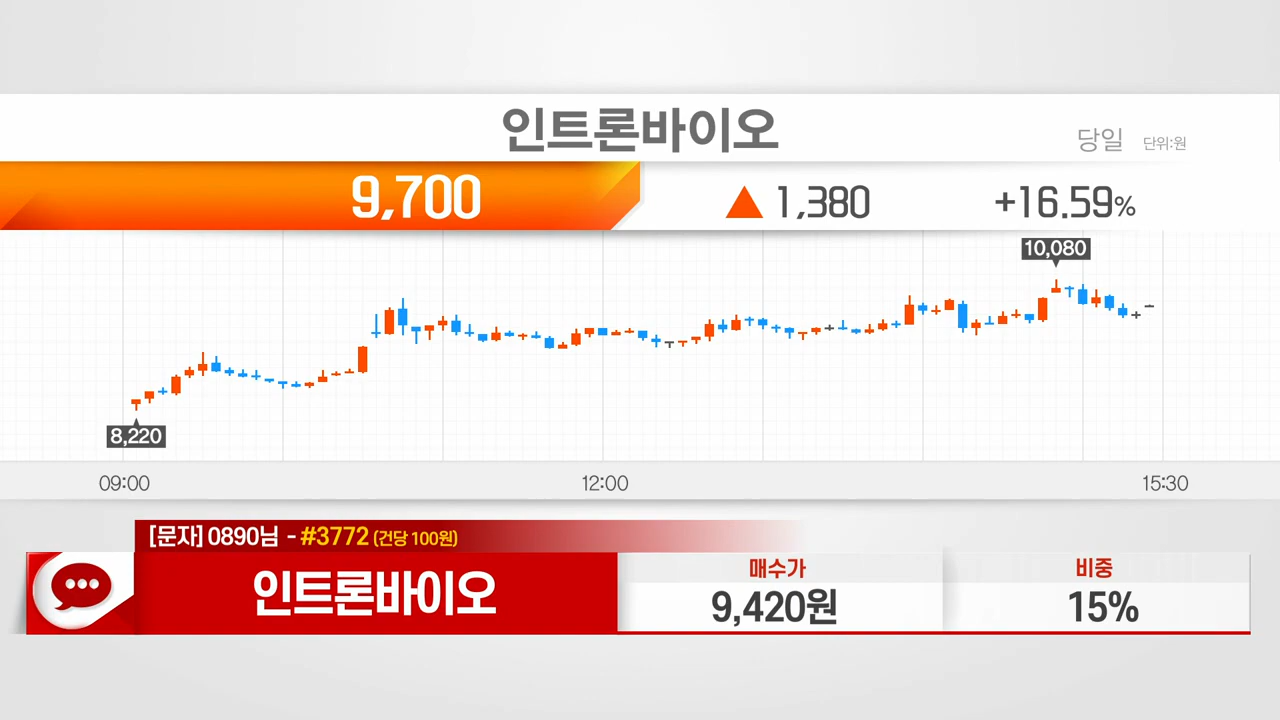 인트론바이오
당일 단위:원
9,700 ▲ 1,380 +16.59%
10,080
8,220
09:00 12:00 15:30
[문자] 0890님 - #3772 (건당 100원)
인트론바이오
매수가
9,420원
비중
15%